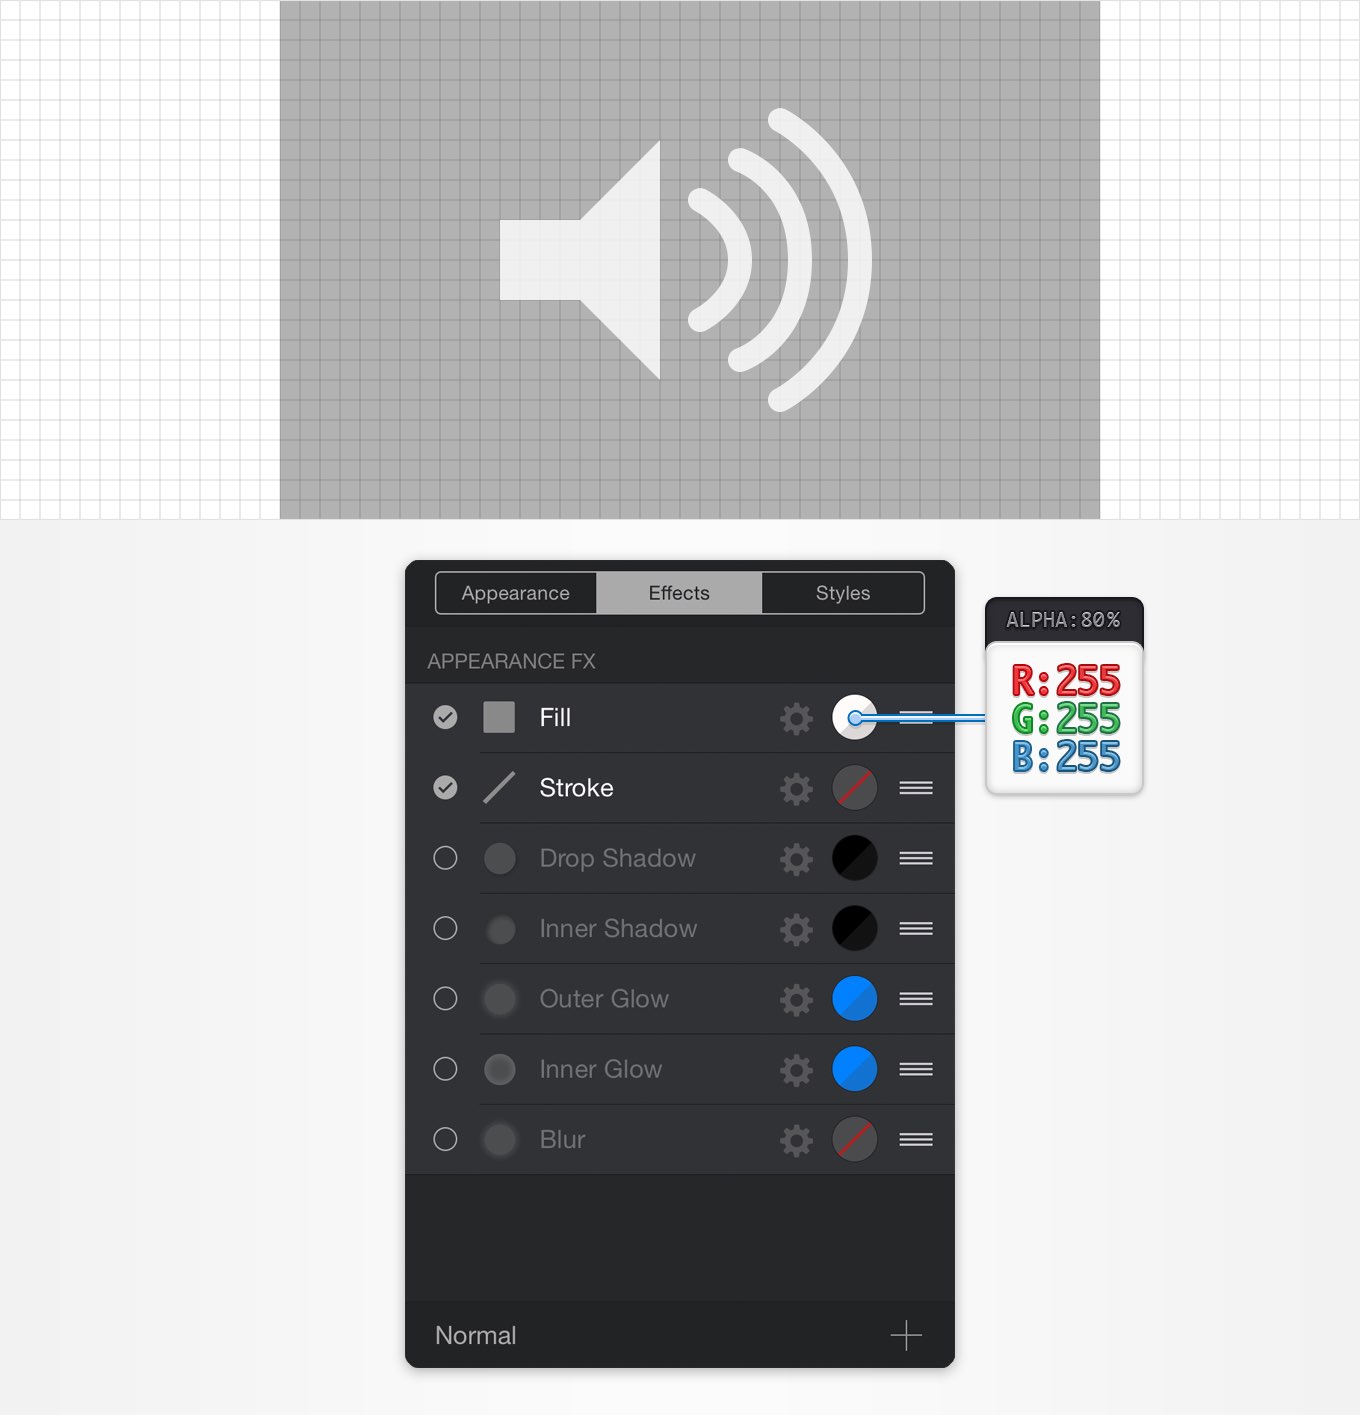 Appearance Effects Styles
ALPHA:80%
APPEARANCE FX
R:255
G:255
B:255
Fill
Stroke
Drop Shadow
Inner Shadow
Outer Glow
Inner Glow
Blur
Normal